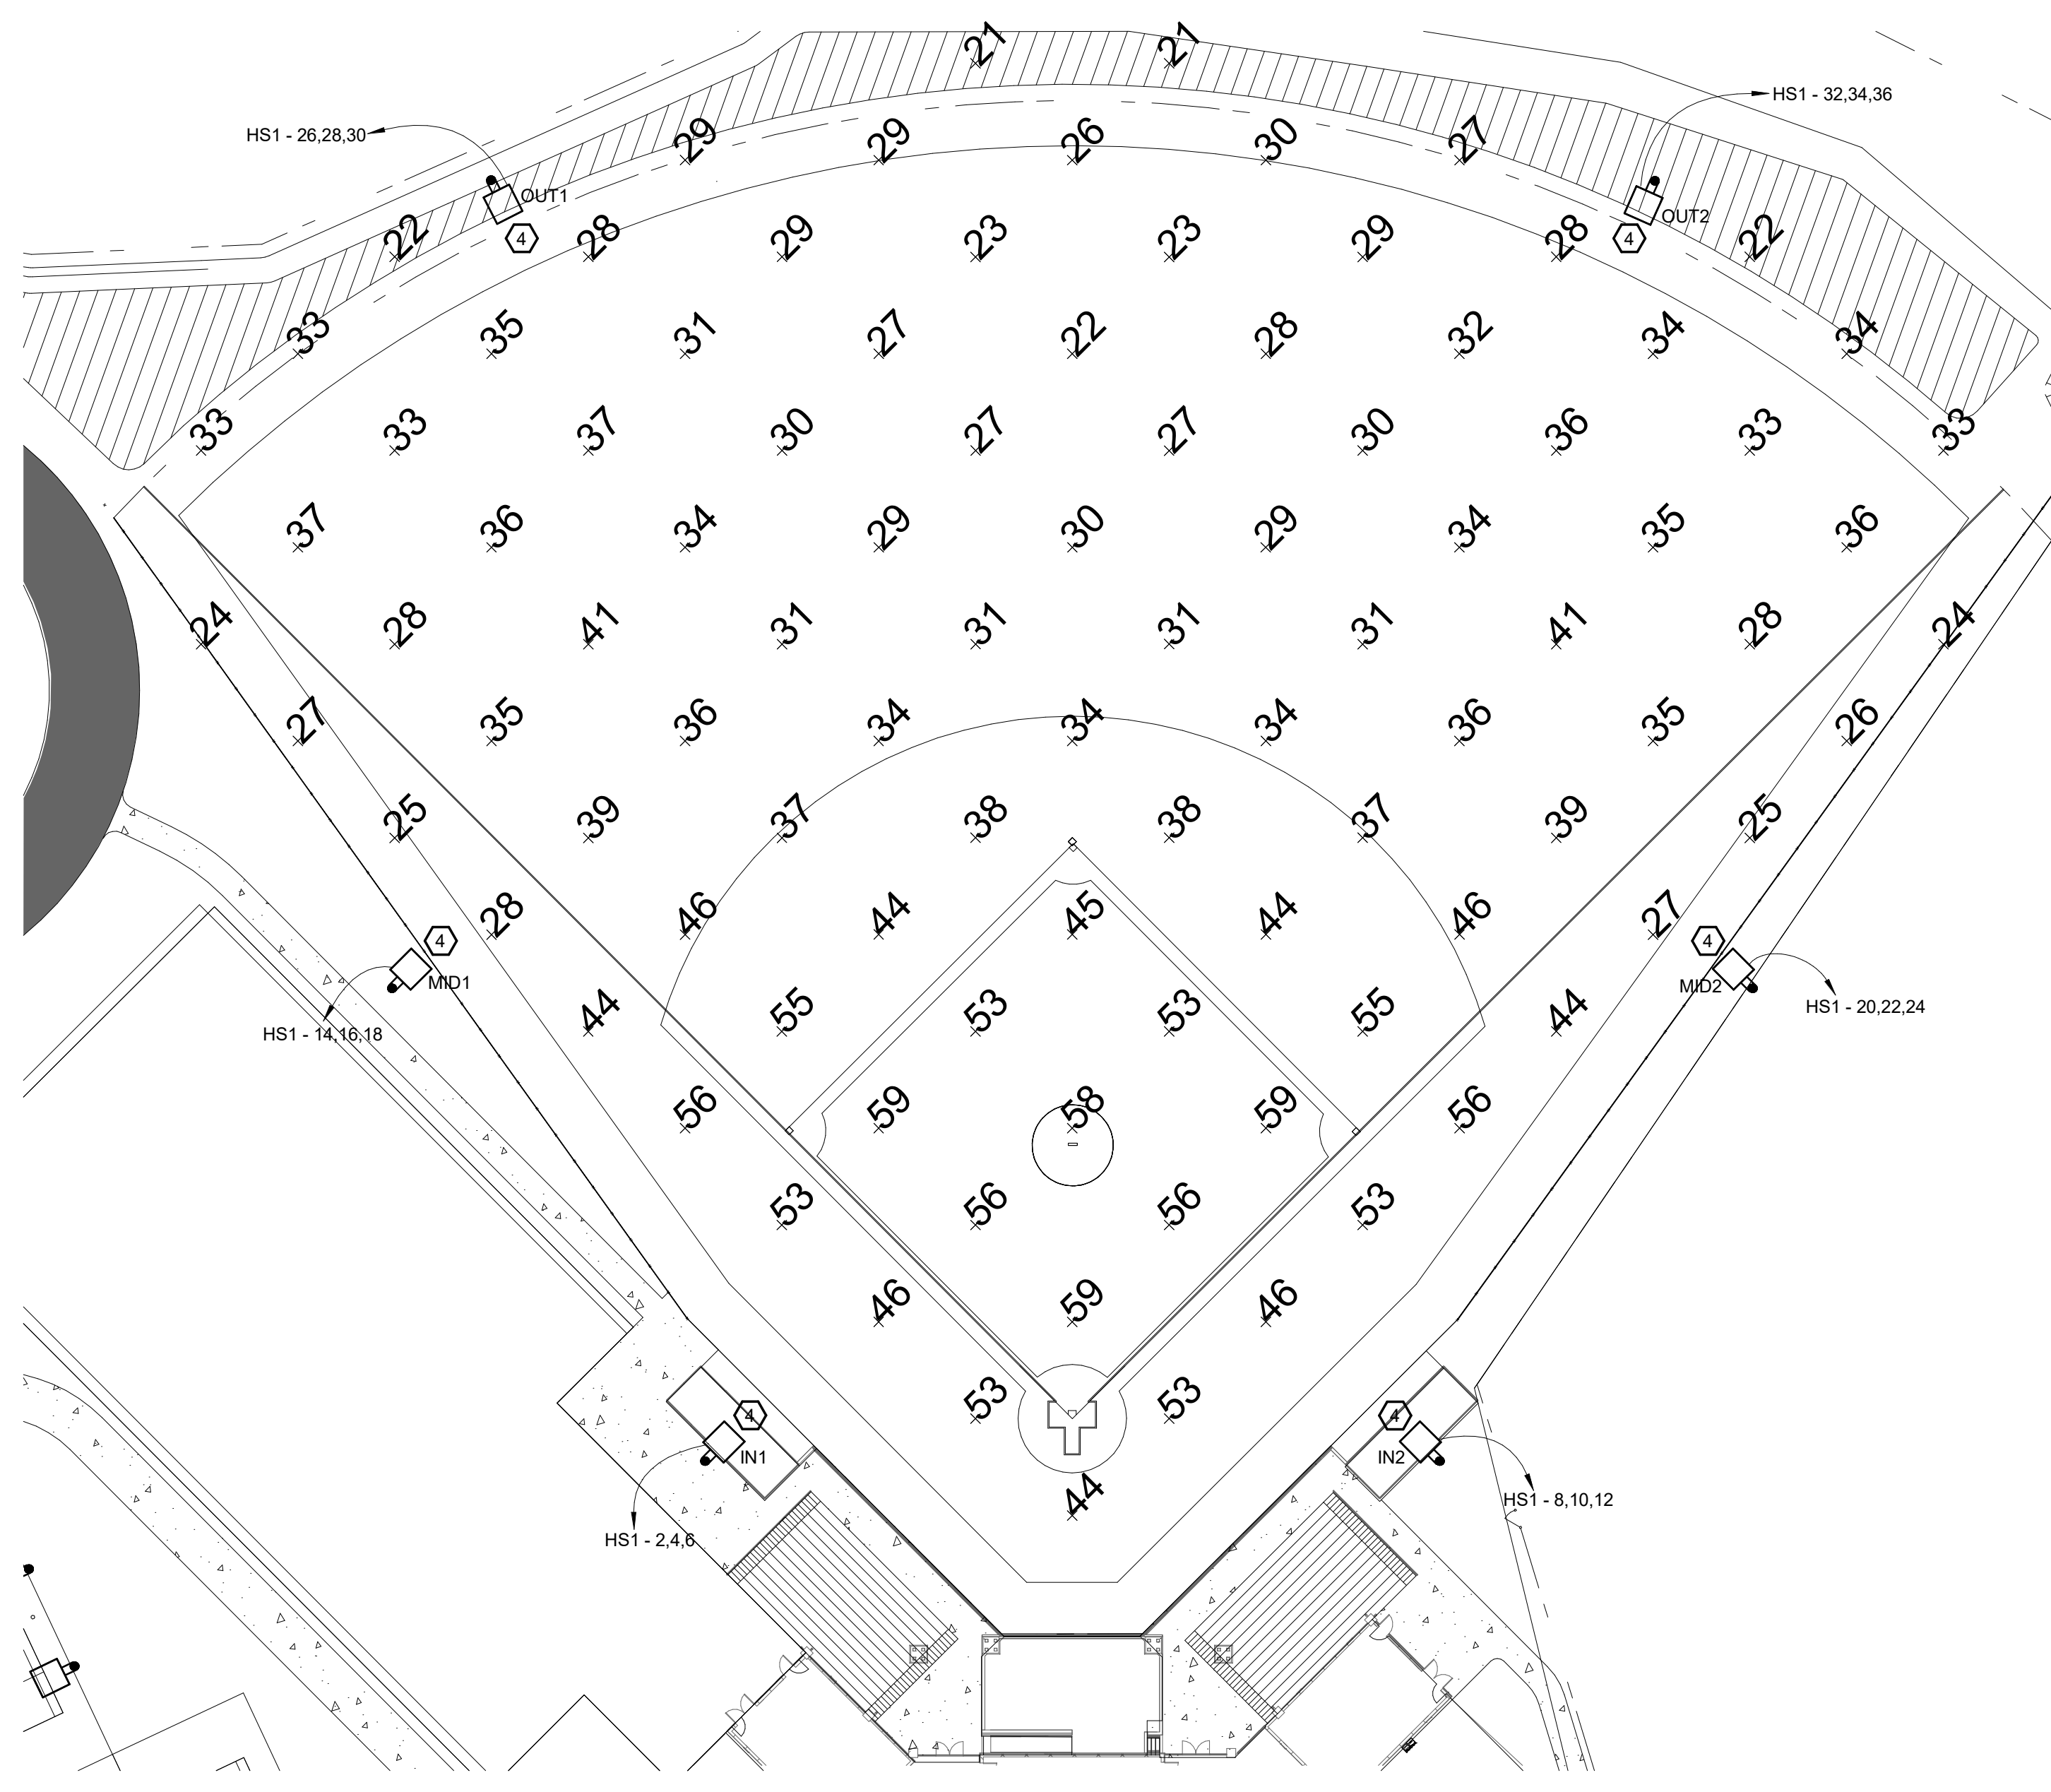 21 21
HS1 - 32,34,36
HS1 - 26,28,30
29 29 26 30 27
OUT1
OUT2
22 4 28 29 23 23 29 28 4 22
33 35 31 27 22 28 32 34 34
33 33 37 30 27 27 30 36 33 33
37 36 34 29 30 29 34 35 36
24 28 41 31 31 31 31 41 28 24
27 35 36 34 34 34 36 35 26
25 39 37 38 38 37 39 25
28 46 44 45 44 46 27
4
4
MID1
MID2
44 55 53 53 55 44
HS1 - 20,22,24
HS1 - 14,16,18
56 59 58 59 56
53 56 56 53
46 59 46
53 53
4
4
IN1
IN2
44
HS1 - 8,10,12
HS1 - 2,4,6